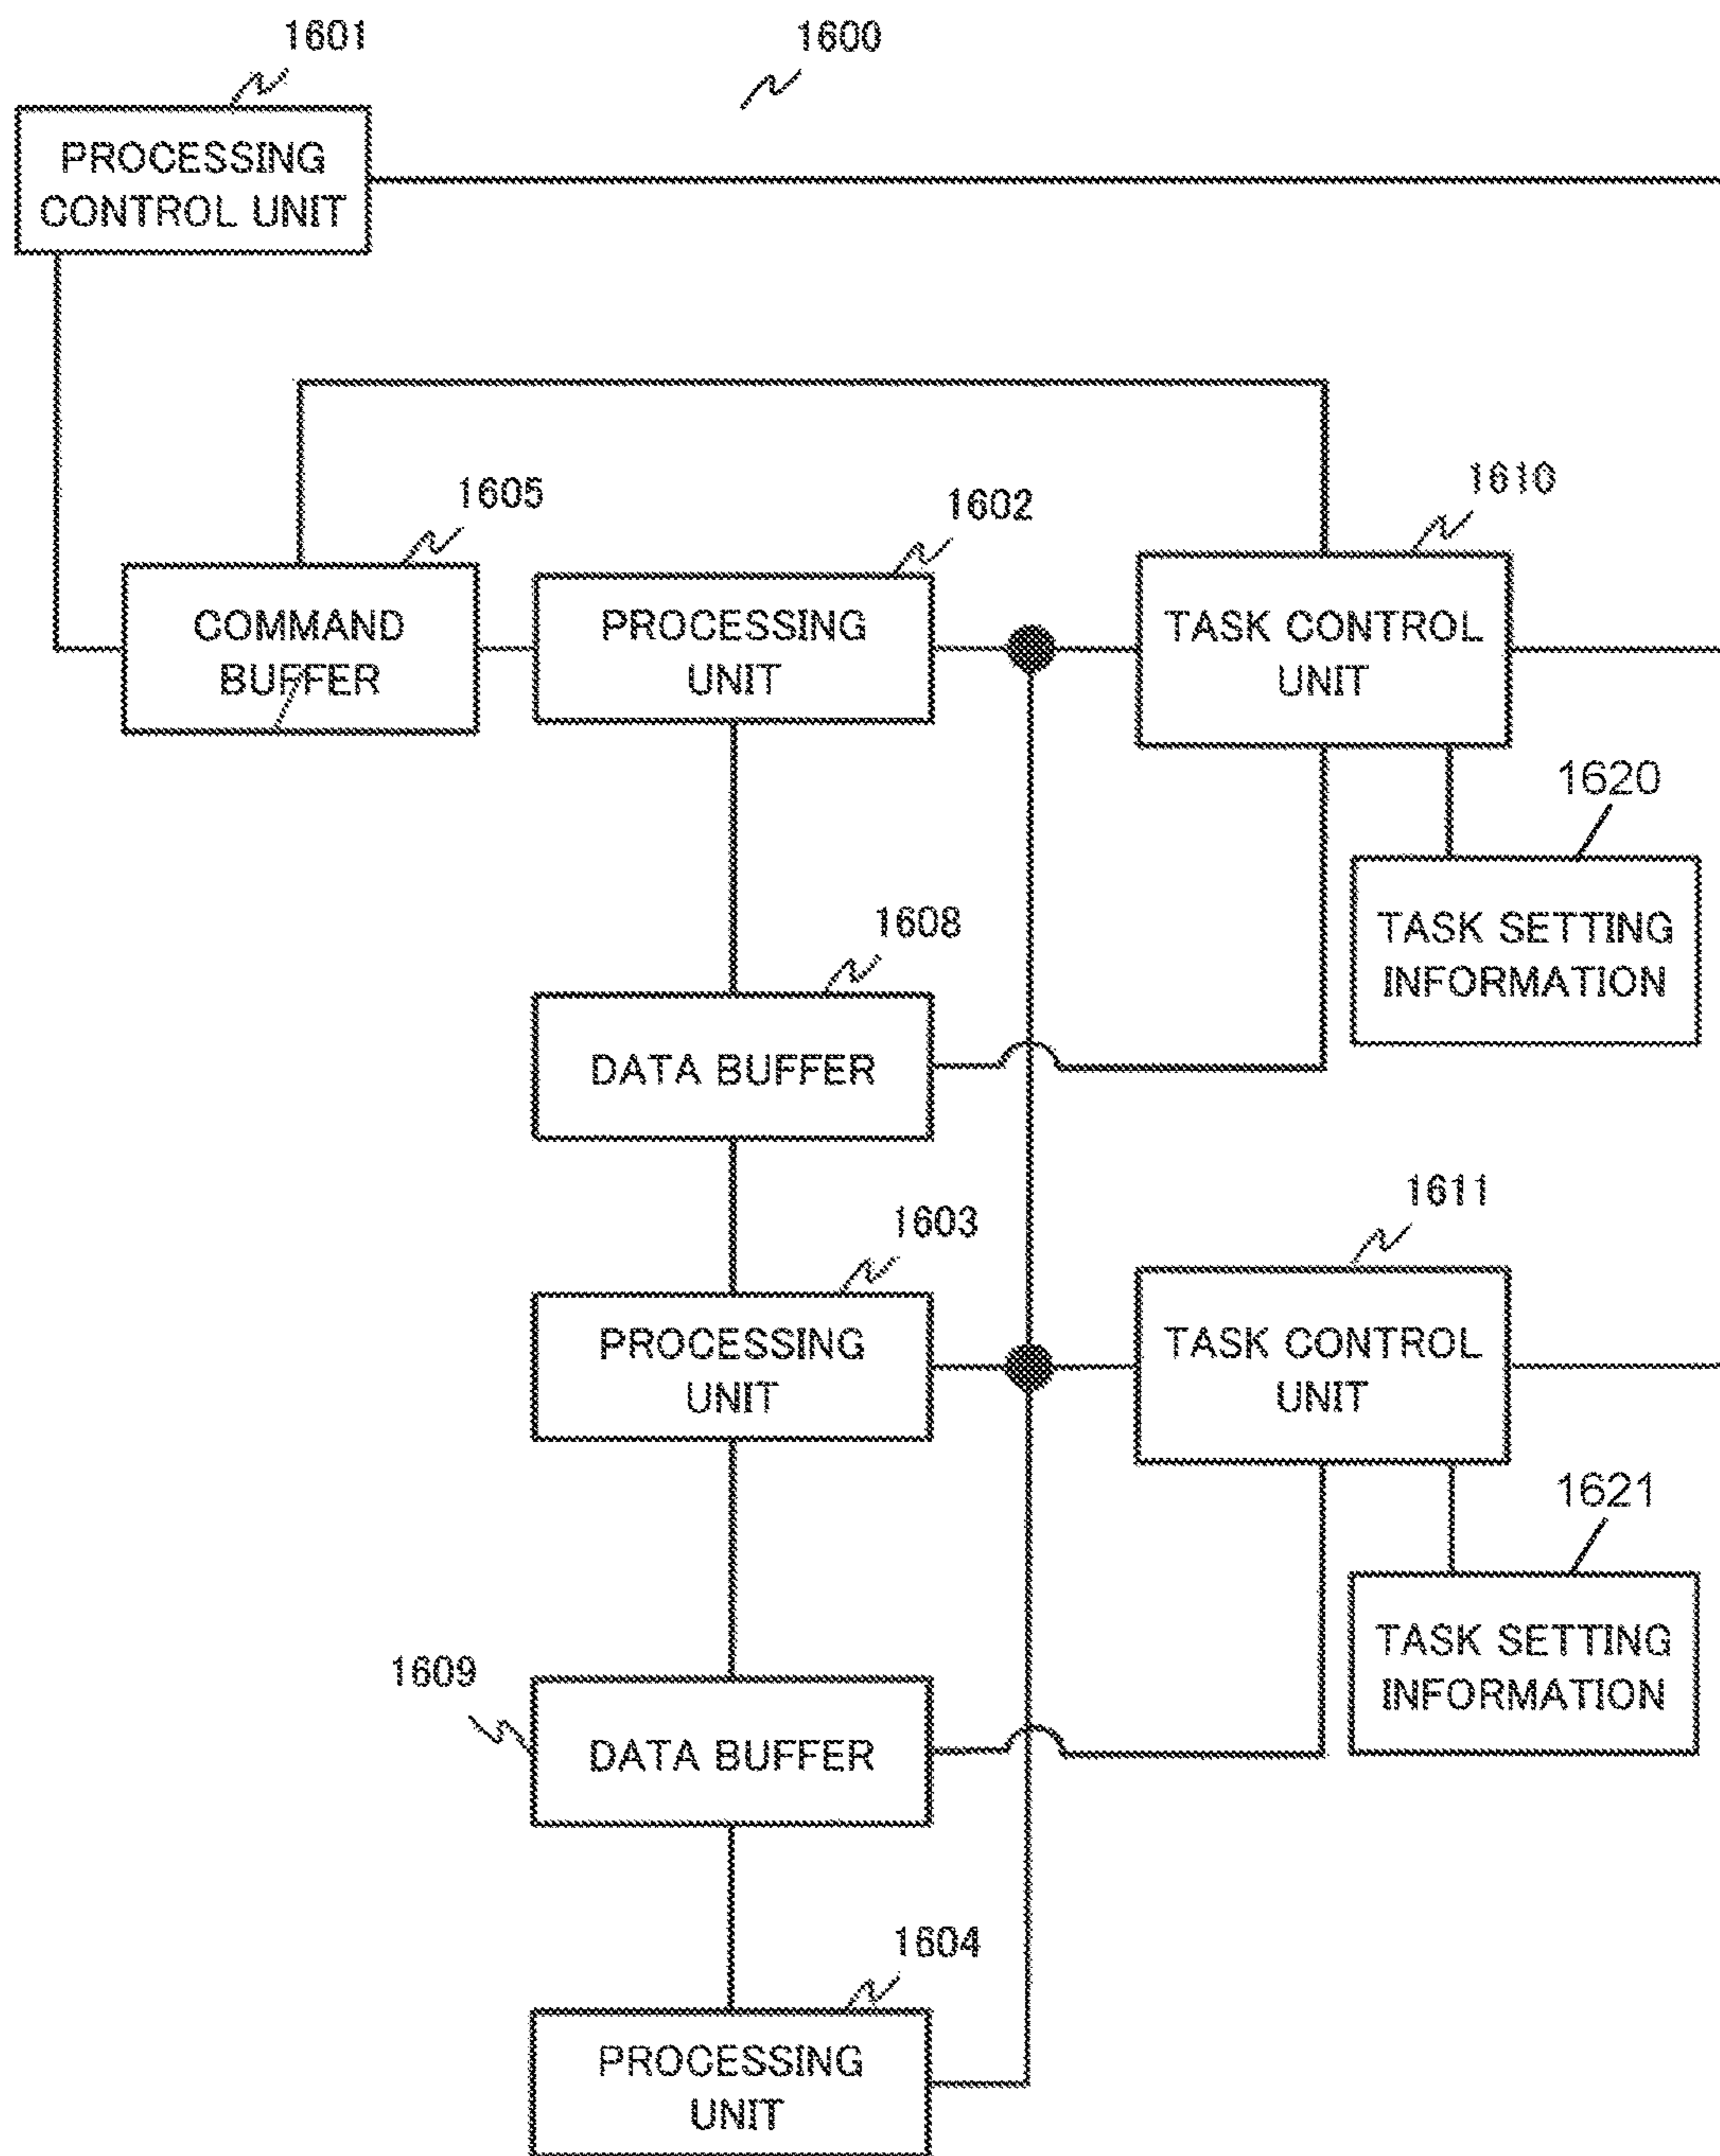 1601
1600
PROCESSING
CONTROL UNIT
1605
1602
1610
COMMAND
BUFFER
PROCESSING
UNIT
TASK CONTROL
UNIT
1620
TASK SETTING
INFORMATION
1608
DATA BUFFER
1603
1611
PROCESSING
UNIT
TASK CONTROL
UNIT
1621
TASK SETTING
INFORMATION
1609
DATA BUFFER
1604
PROCESSING
UNIT